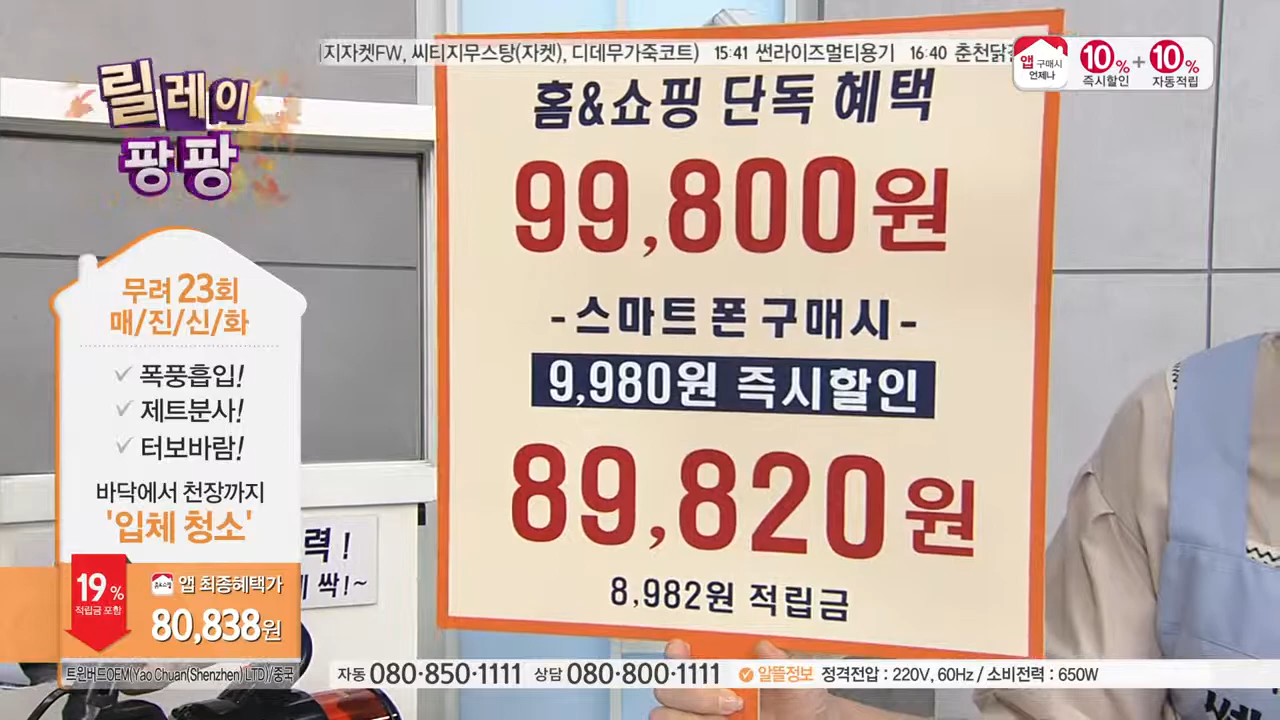 지자켓FW, 씨티지무스탕(자켓), 디데무가죽코트) 15:41 썬라이즈멀티용기 16:40 춘천닭
앱 구매시 언제나
10% 즉시할인 + 10% 자동적립
릴레이
팡팡
홈&쇼핑 단독 혜택
99,800원
-스마트폰 구매시-
9,980원 즉시할인
89,820원
8,982원 적립금
무려 23회
매/진/신/화
폭풍흡입!
제트분사!
터보바람!
바닥에서 천장까지
'입체 청소'
력!
싹!~
19%
적립금 포함
홈&쇼핑 앱 최종혜택가
80,838원
트윈버드OEM(Yao Chuan(Shenzhen) LTD)/중국
자동 080·850·1111 상담 080·800·1111 알뜰정보 정격전압 : 220V, 60Hz / 소비전력 : 650W